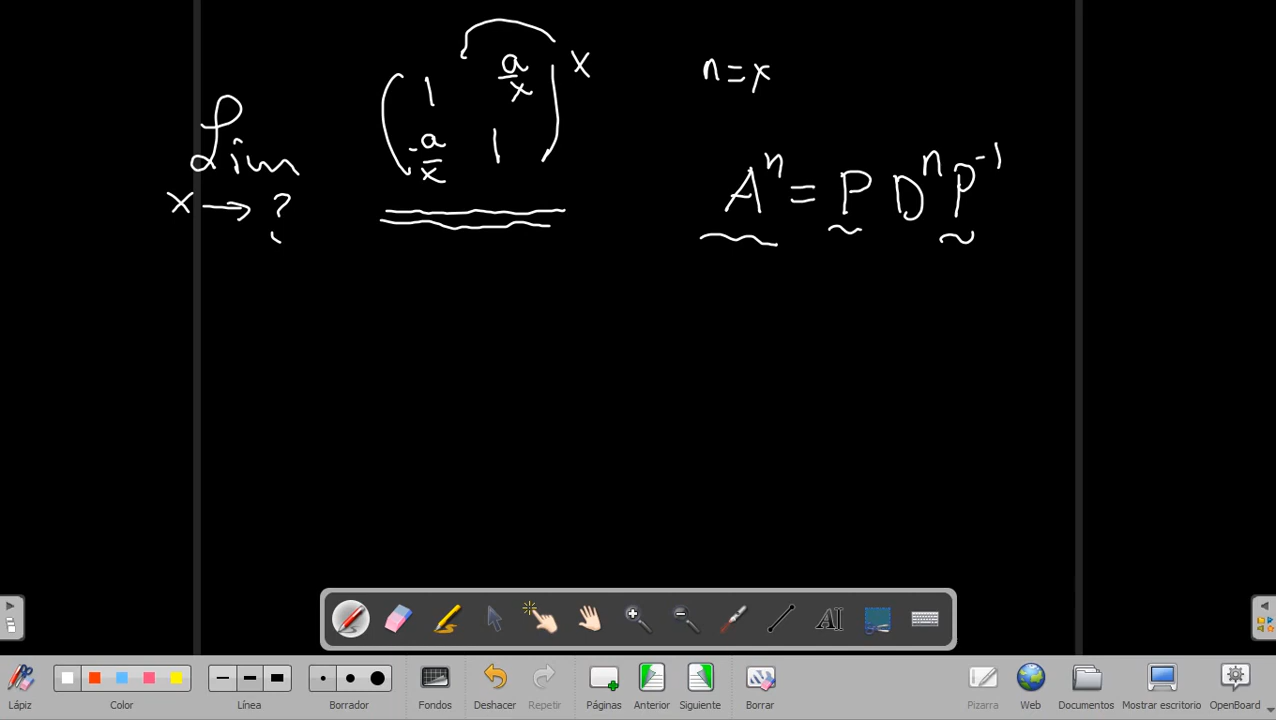 Lim x → ?
( 1 a/x
-a/x 1 )^x
n = x
A^n = P D^n P^-1
Lápiz Color Línea Borrador Fondos Deshacer Repetir Páginas Anterior Siguiente Borrar Pizarra Web Documentos Mostrar escritorio OpenBoard